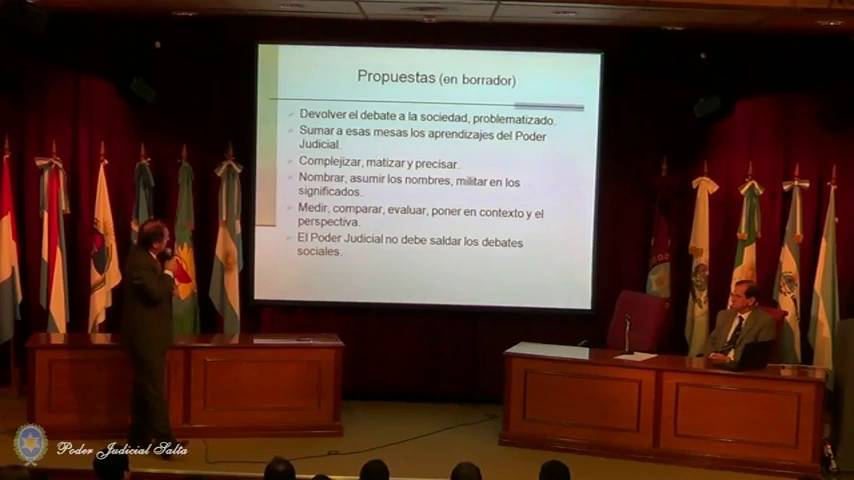 Propuestas (en borrador)
Devolver el debate a la sociedad, problematizado.
Sumar a esas mesas los aprendizajes del Poder
Judicial.
Complejizar, matizar y precisar.
Nombrar, asumir los nombres, militar en los
significados.
Medir, comparar, evaluar, poner en contexto y el
perspectiva.
El Poder Judicial no debe saldar los debates
sociales.
Poder Judicial Salta